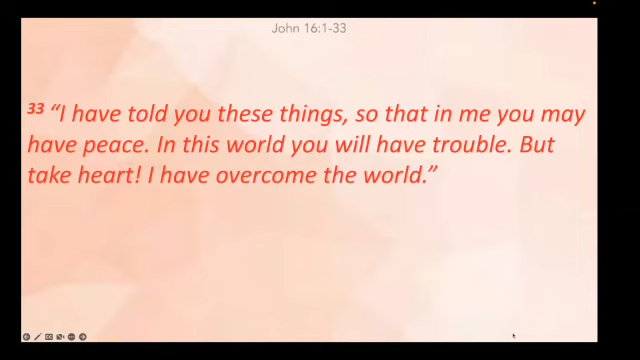 John 16:1-33
33 “I have told you these things, so that in me you may
have peace. In this world you will have trouble. But
take heart! I have overcome the world.”